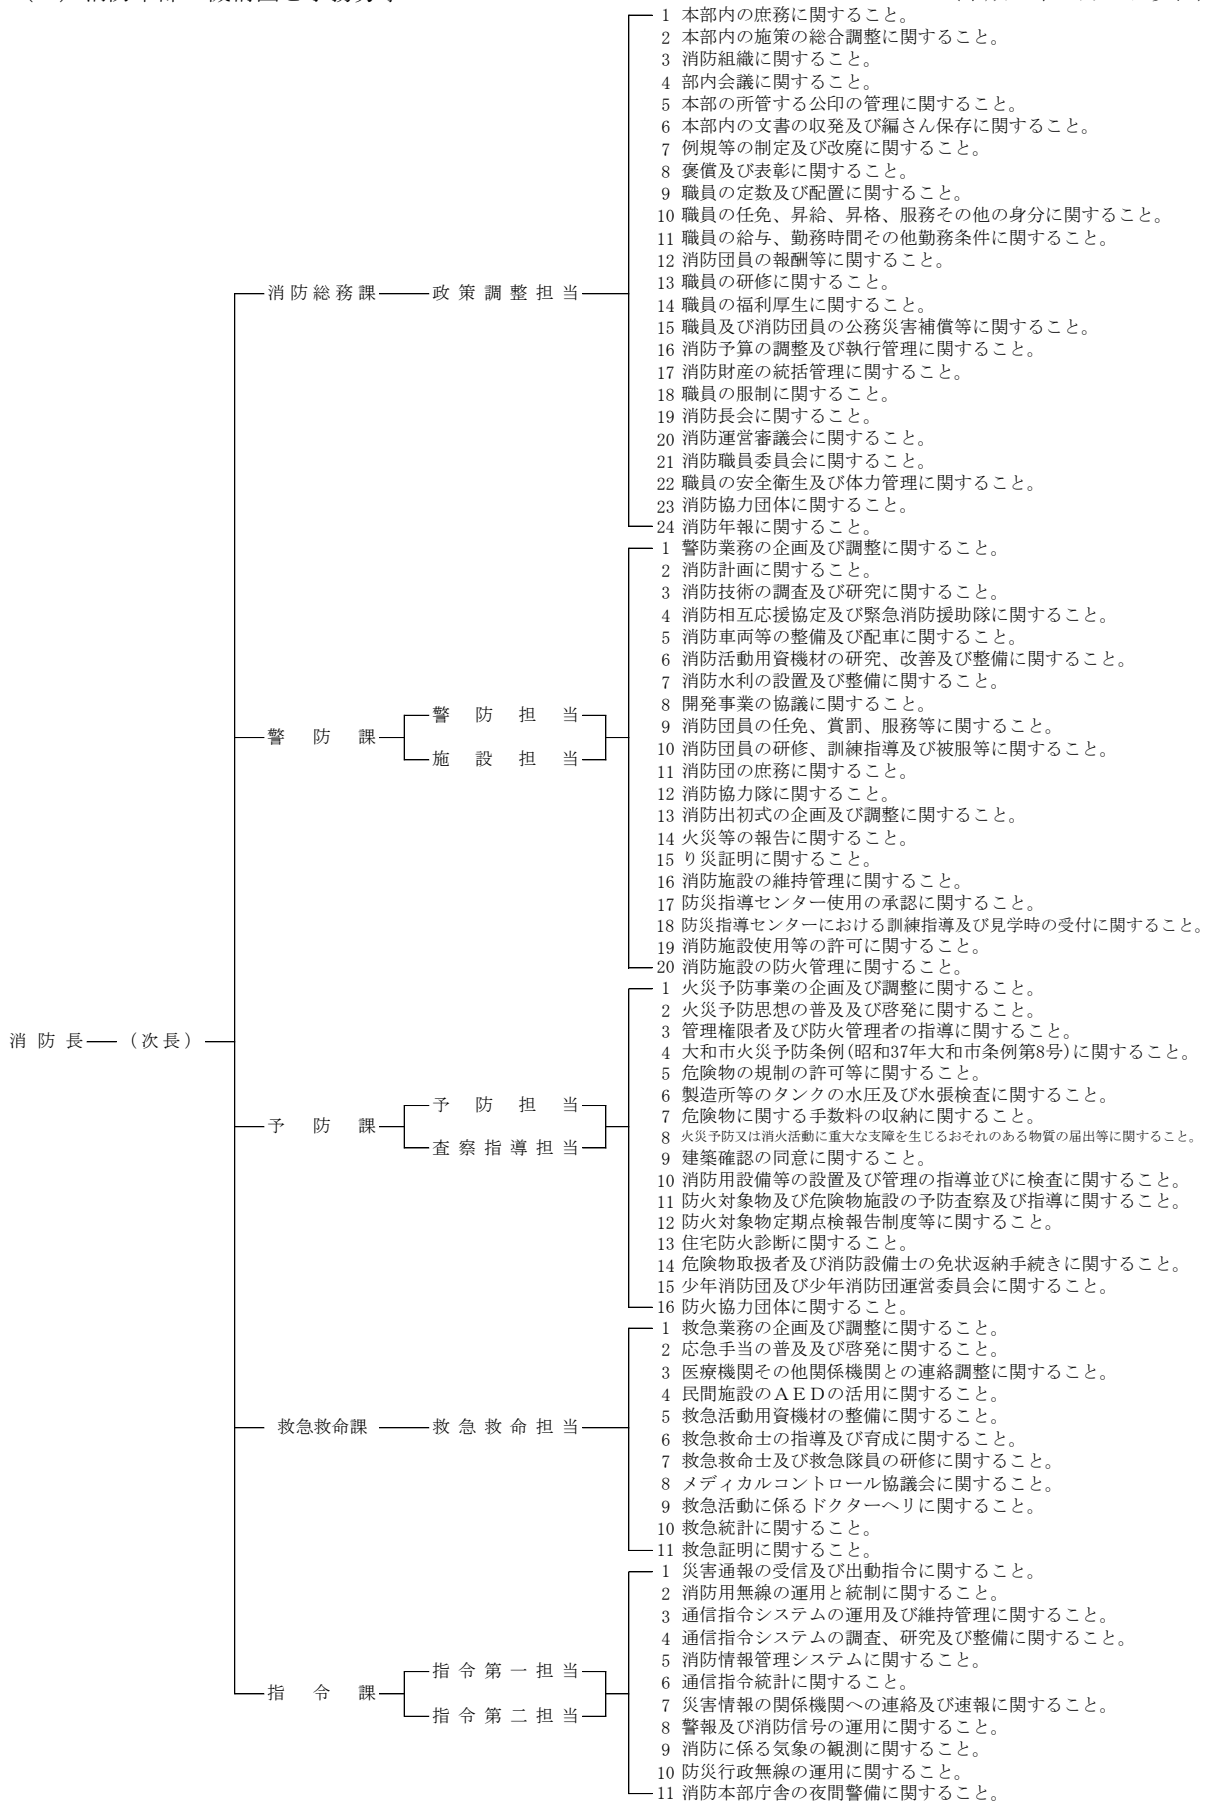 1 本部内の庶務に関すること。
2 本部内の施策の総合調整に関すること。
3 消防組織に関すること。
4 部内会議に関すること。
5 本部の所管する公印の管理に関すること。
6 本部内の文書の収発及び編さん保存に関すること。
7 例規等の制定及び改廃に関すること。
8 褒償及び表彰に関すること。
9 職員の定数及び配置に関すること。
10 職員の任免、昇給、昇格、服務その他の身分に関すること。
11 職員の給与、勤務時間その他勤務条件に関すること。
12 消防団員の報酬等に関すること。
13 職員の研修に関すること。
消防総務課 政策調整担当
14 職員の福利厚生に関すること。
15 職員及び消防団員の公務災害補償等に関すること。
16 消防予算の調整及び執行管理に関すること。
17 消防財産の統括管理に関すること。
18 職員の服制に関すること。
19 消防長会に関すること。
20 消防運営審議会に関すること。
21 消防職員委員会に関すること。
22 職員の安全衛生及び体力管理に関すること。
23 消防協力団体に関すること。
24 消防年報に関すること。
1 警防業務の企画及び調整に関すること。
2 消防計画に関すること。
3 消防技術の調査及び研究に関すること。
4 消防相互応援協定及び緊急消防援助隊に関すること。
5 消防車両等の整備及び配車に関すること。
6 消防活動用資機材の研究、改善及び整備に関すること。
7 消防水利の設置及び整備に関すること。
8 開発事業の協議に関すること。
警防担当
9 消防団員の任免、賞罰、服務等に関すること。
警防課
10 消防団員の研修、訓練指導及び被服等に関すること。
施設担当
11 消防団の庶務に関すること。
12 消防協力隊に関すること。
13 消防出初式の企画及び調整に関すること。
14 火災等の報告に関すること。
15 り災証明に関すること。
16 消防施設の維持管理に関すること。
17 防災指導センター使用の承認に関すること。
18 防災指導センターにおける訓練指導及び見学時の受付に関すること。
19 消防施設使用等の許可に関すること。
20 消防施設の防火管理に関すること。
1 火災予防事業の企画及び調整に関すること。
2 火災予防思想の普及及び啓発に関すること。
3 管理権限者及び防火管理者の指導に関すること。
消防長 (次長)
4 大和市火災予防条例(昭和37年大和市条例第8号)に関すること。
5 危険物の規制の許可等に関すること。
6 製造所等のタンクの水圧及び水張検査に関すること。
予防担当
7 危険物に関する手数料の収納に関すること。
予防課
8 火災予防又は消火活動に重大な支障を生じるおそれのある物質の届出等に関すること。
査察指導担当
9 建築確認の同意に関すること。
10 消防用設備等の設置及び管理の指導並びに検査に関すること。
11 防火対象物及び危険物施設の予防査察及び指導に関すること。
12 防火対象物定期点検報告制度等に関すること。
13 住宅防火診断に関すること。
14 危険物取扱者及び消防設備士の免状返納手続きに関すること。
15 少年消防団及び少年消防団運営委員会に関すること。
16 防火協力団体に関すること。
1 救急業務の企画及び調整に関すること。
2 応急手当の普及及び啓発に関すること。
3 医療機関その他関係機関との連絡調整に関すること。
4 民間施設のAEDの活用に関すること。
5 救急活動用資機材の整備に関すること。
救急救命課 救急救命担当
6 救急救命士の指導及び育成に関すること。
7 救急救命士及び救急隊員の研修に関すること。
8 メディカルコントロール協議会に関すること。
9 救急活動に係るドクターヘリに関すること。
10 救急統計に関すること。
11 救急証明に関すること。
1 災害通報の受信及び出動指令に関すること。
2 消防用無線の運用と統制に関すること。
3 通信指令システムの運用及び維持管理に関すること。
4 通信指令システムの調査、研究及び整備に関すること。
5 消防情報管理システムに関すること。
指令第一担当
6 通信指令統計に関すること。
指令課
7 災害情報の関係機関への連絡及び速報に関すること。
指令第二担当
8 警報及び消防信号の運用に関すること。
9 消防に係る気象の観測に関すること。
10 防災行政無線の運用に関すること。
11 消防本部庁舎の夜間警備に関すること。